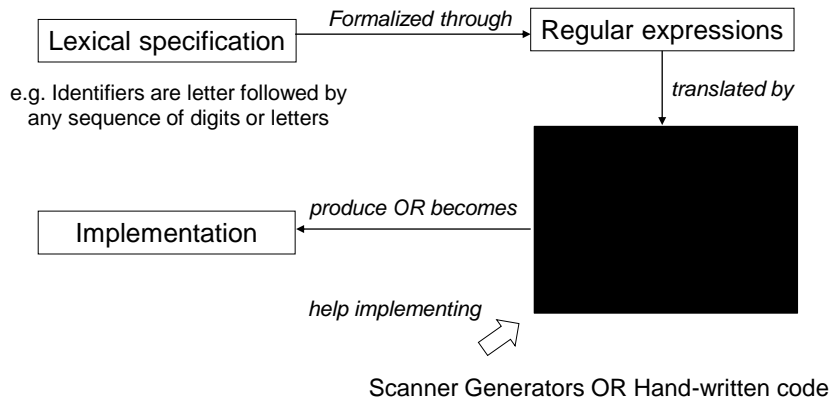 Formalized through
Lexical specification
Regular expressions
e.g. Identifiers are letter followed by
any sequence of digits or letters
translated by
produce OR becomes
Implementation
help implementing
Scanner Generators OR Hand-written code